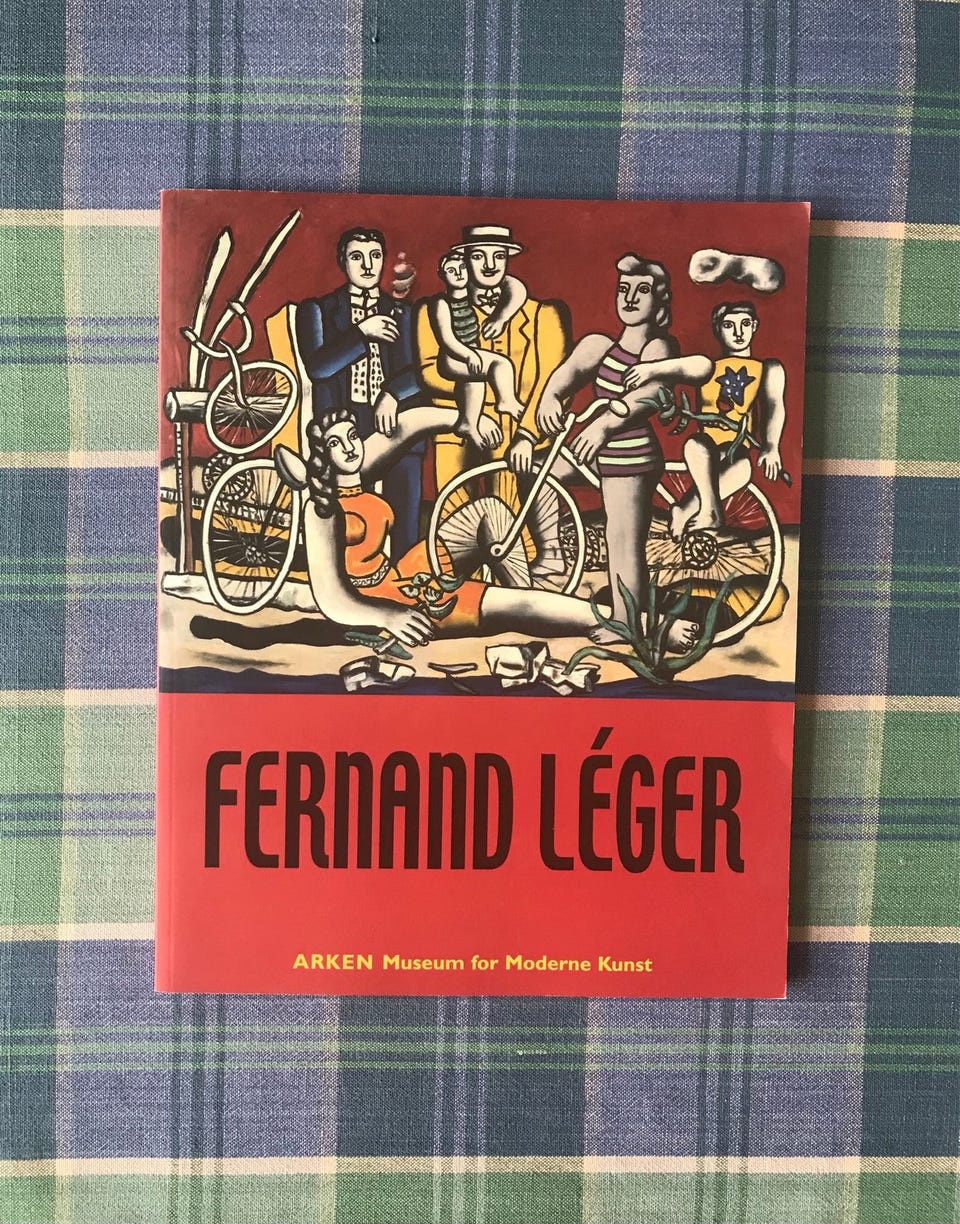 FERNAND LÉGER
ARKEN Museum for Moderne Kunst